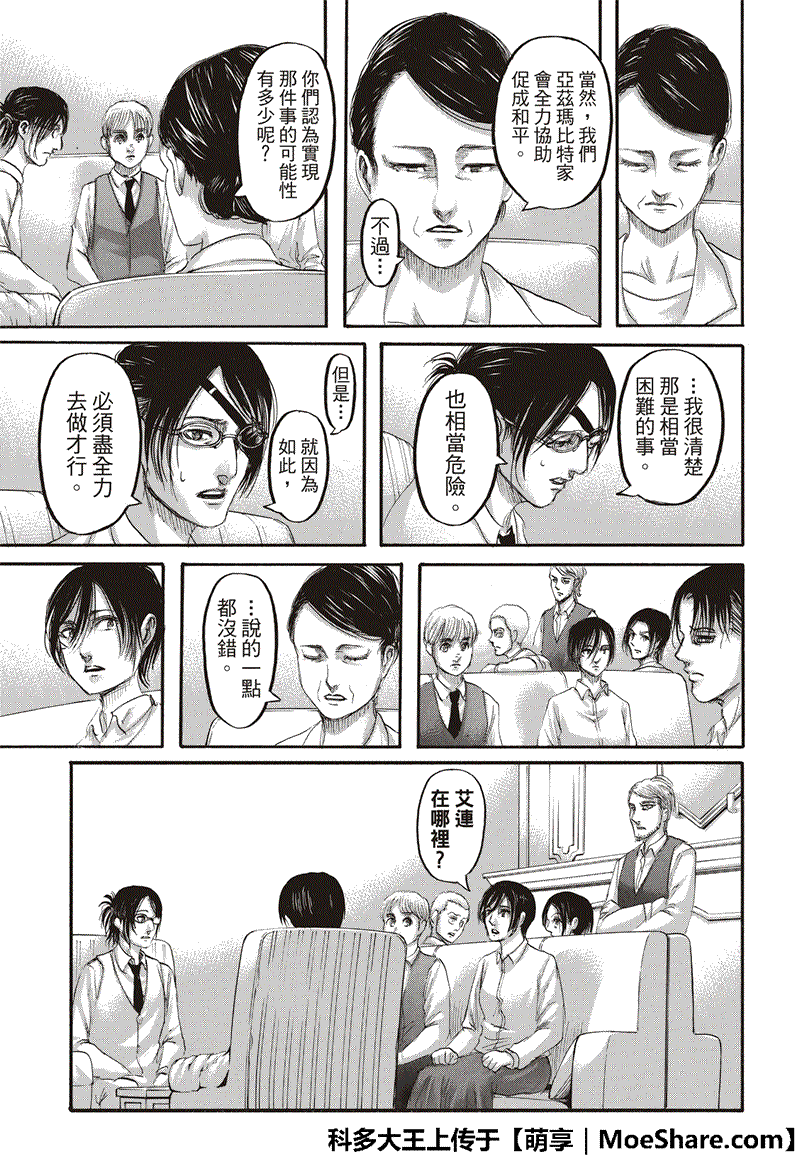 當然，我們
亞茲瑪比特家
會全力協助
促成和平。
不過…
你們認為實現
那件事的可能性
有多少呢？
…我很清楚
那是相當
困難的事。
也相當危險。
但是…
就因為
如此，
必須盡全力
去做才行。
…說的一點
都沒錯。
艾連
在哪裡？
科多大王上传于【萌享｜MoeShare.com】